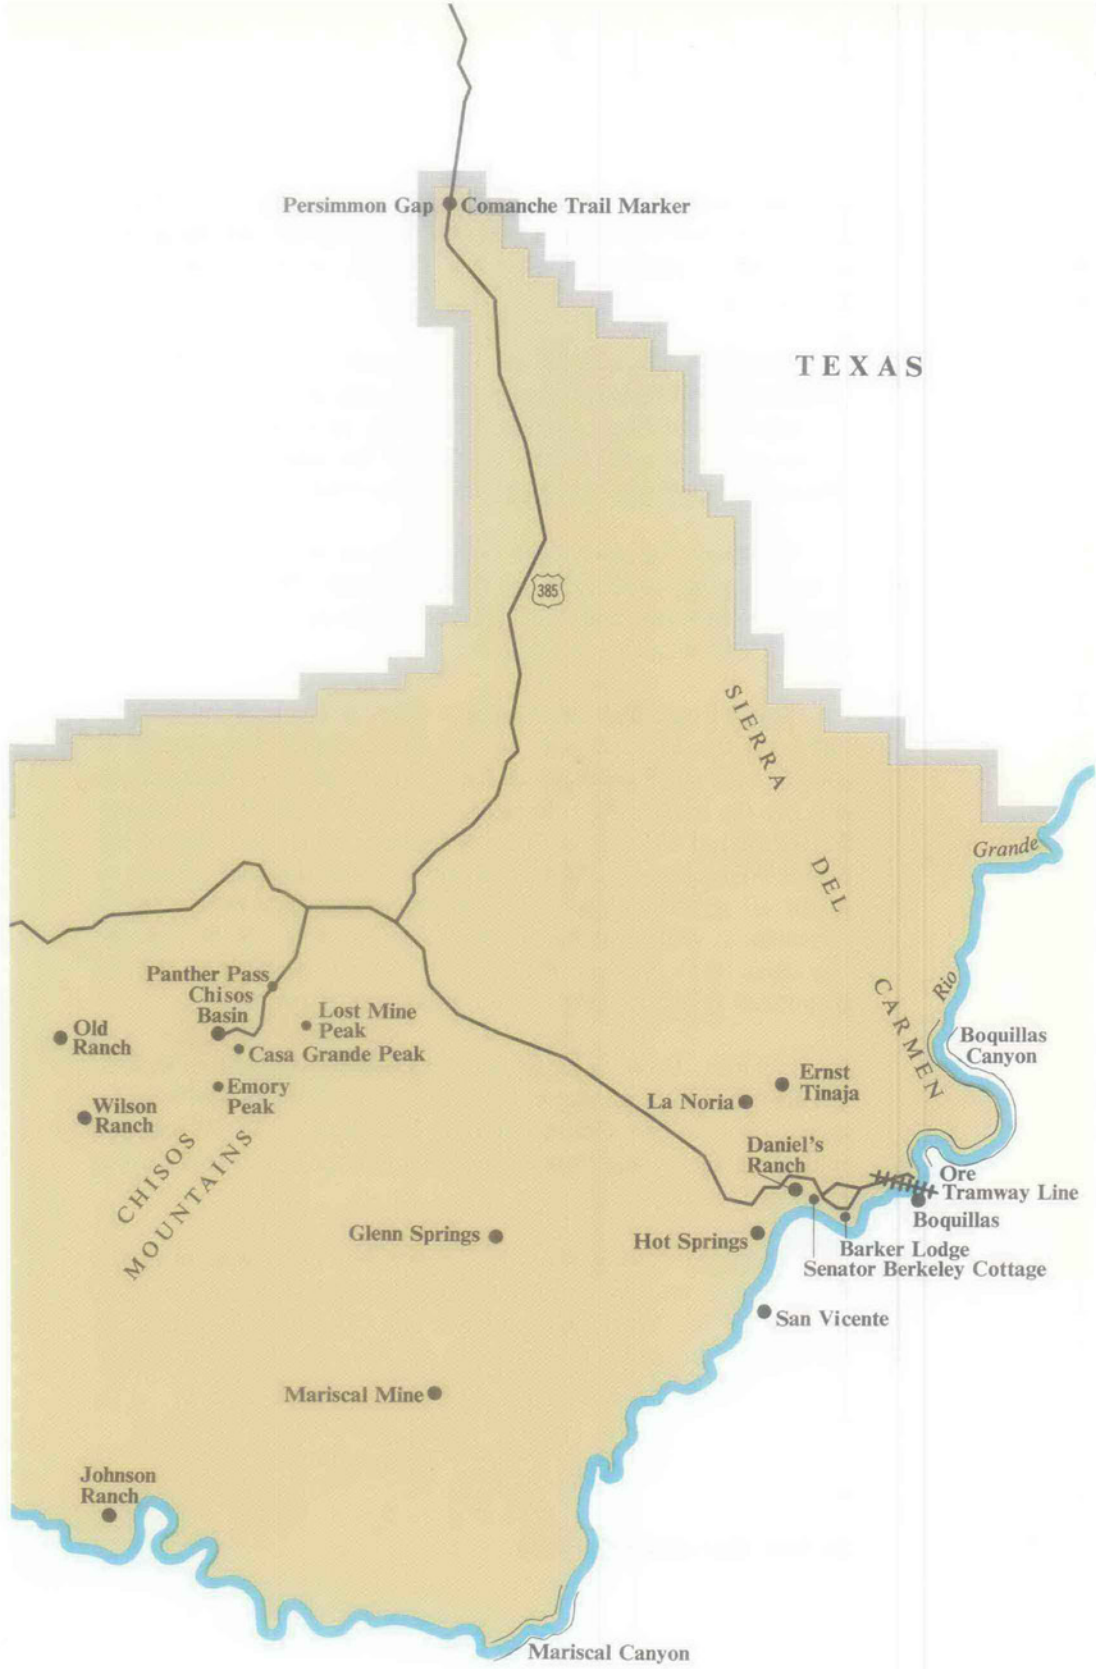 Persimmon Gap
Comanche Trail Marker
TEXAS
385
SIERRA
DEL
CARMEN
Grande
Rio
Panther Pass
Chisos
Basin
Lost Mine
Peak
Old
Ranch
Casa Grande Peak
Boquillas
Canyon
Emory
Peak
Wilson
Ranch
Ernst
Tinaja
La Noria
CHISOS
MOUNTAINS
Daniel's
Ranch
Ore
Tramway Line
Boquillas
Glenn Springs
Hot Springs
Barker Lodge
Senator Berkeley Cottage
San Vicente
Mariscal Mine
Johnson
Ranch
Mariscal Canyon